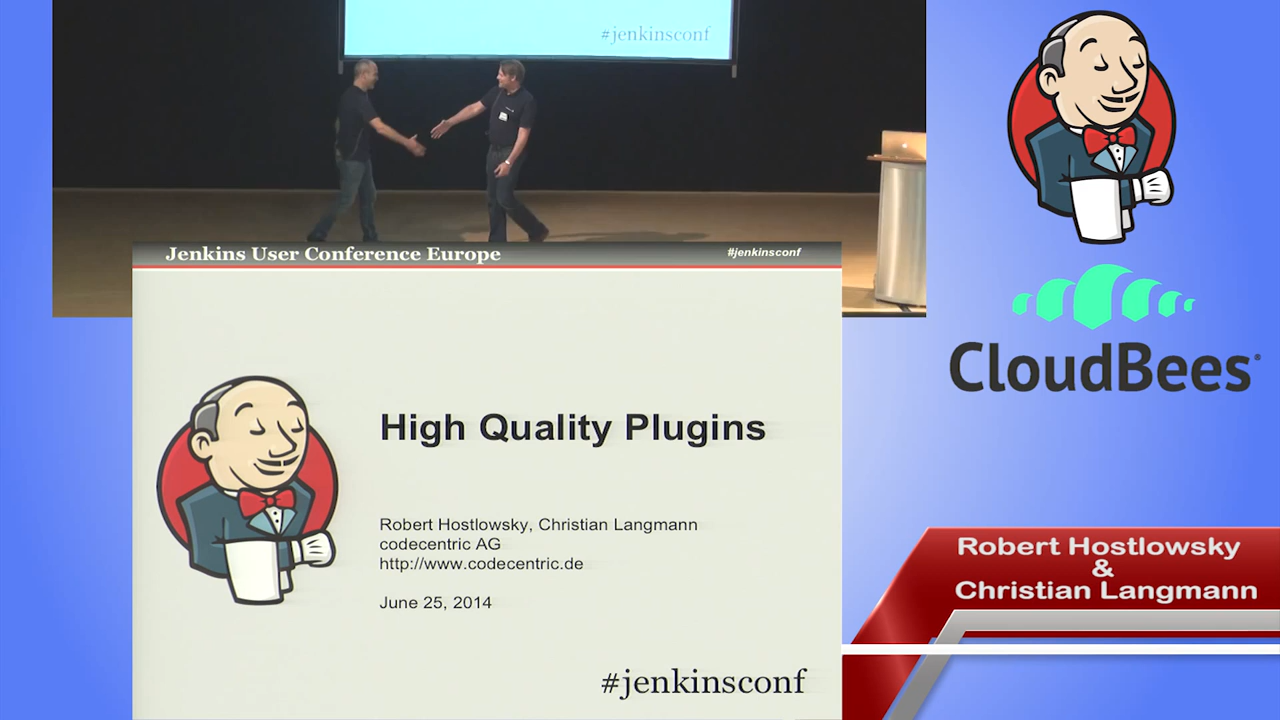 #jenkinsconf
Jenkins User Conference Europe
#jenkinsconf
High Quality Plugins
Robert Hostlowsky, Christian Langmann
codecentric AG
http://www.codecentric.de
June 25, 2014
#jenkinsconf
CloudBees®
Robert Hostlowsky
&
Christian Langmann